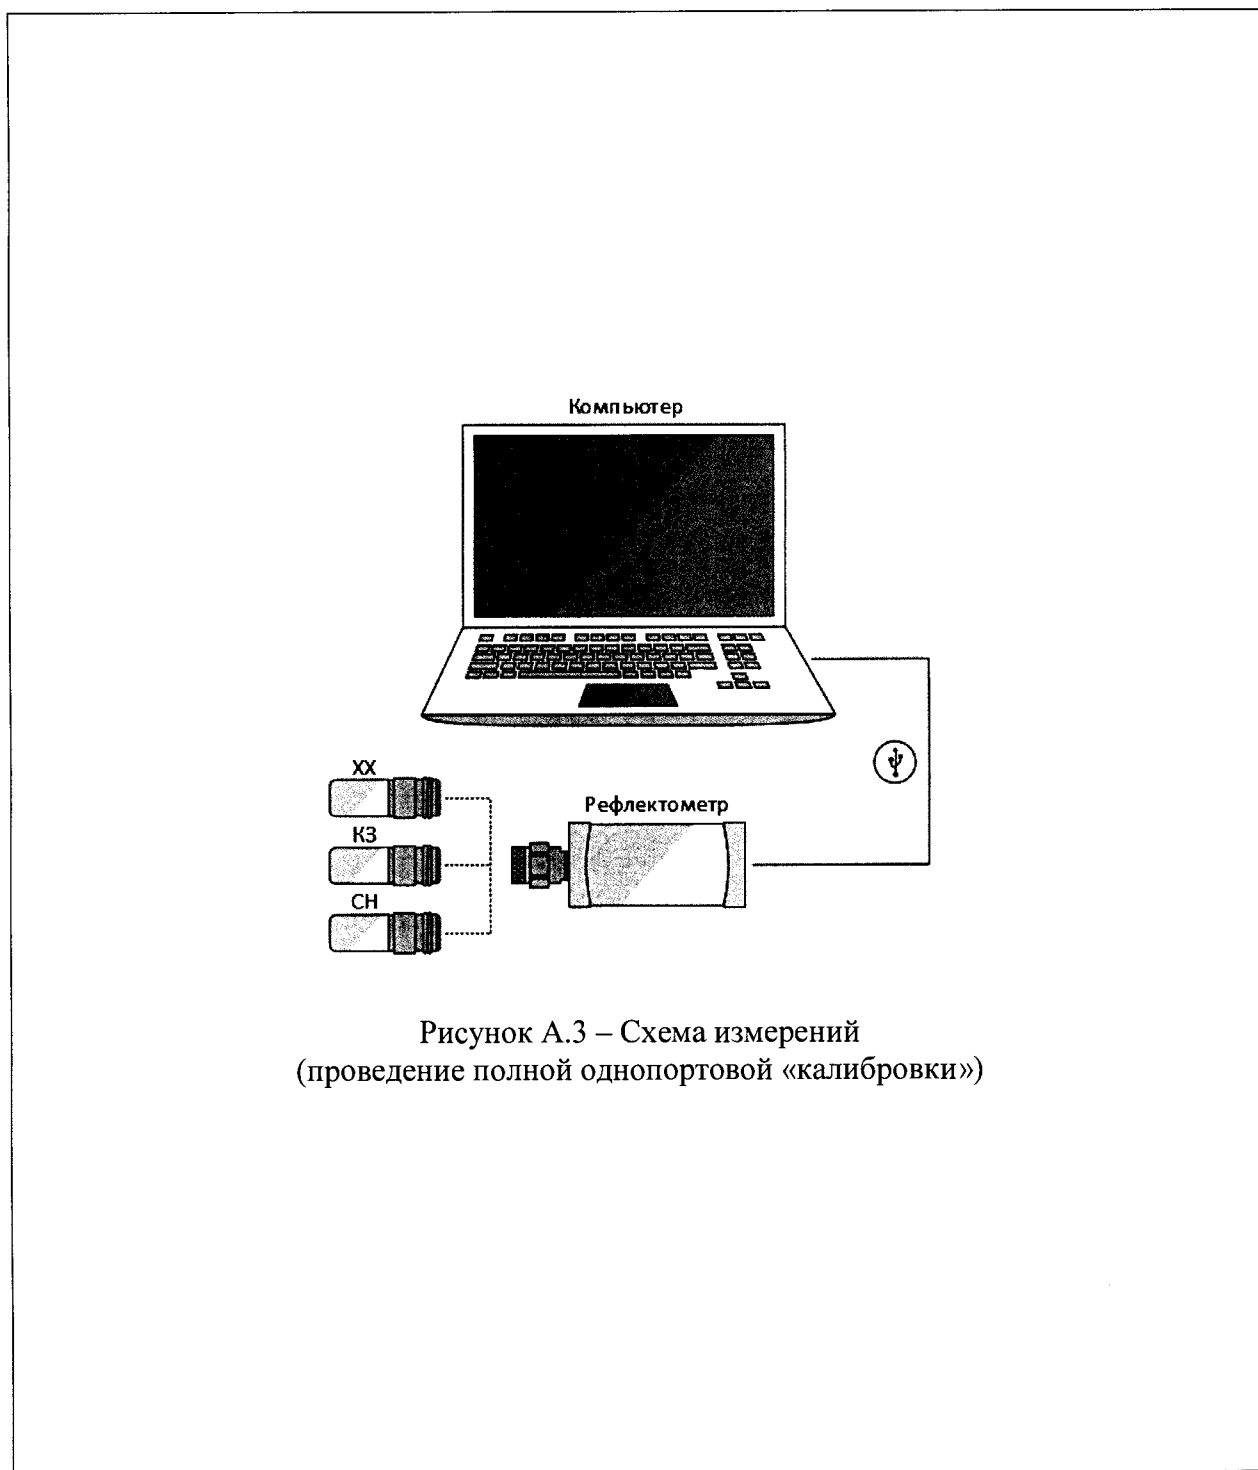 Компьютер
ХХ
КЗ
СН
Рефлектометр
Рисунок А.3 – Схема измерений
(проведение полной однопортовой «калибровки»)